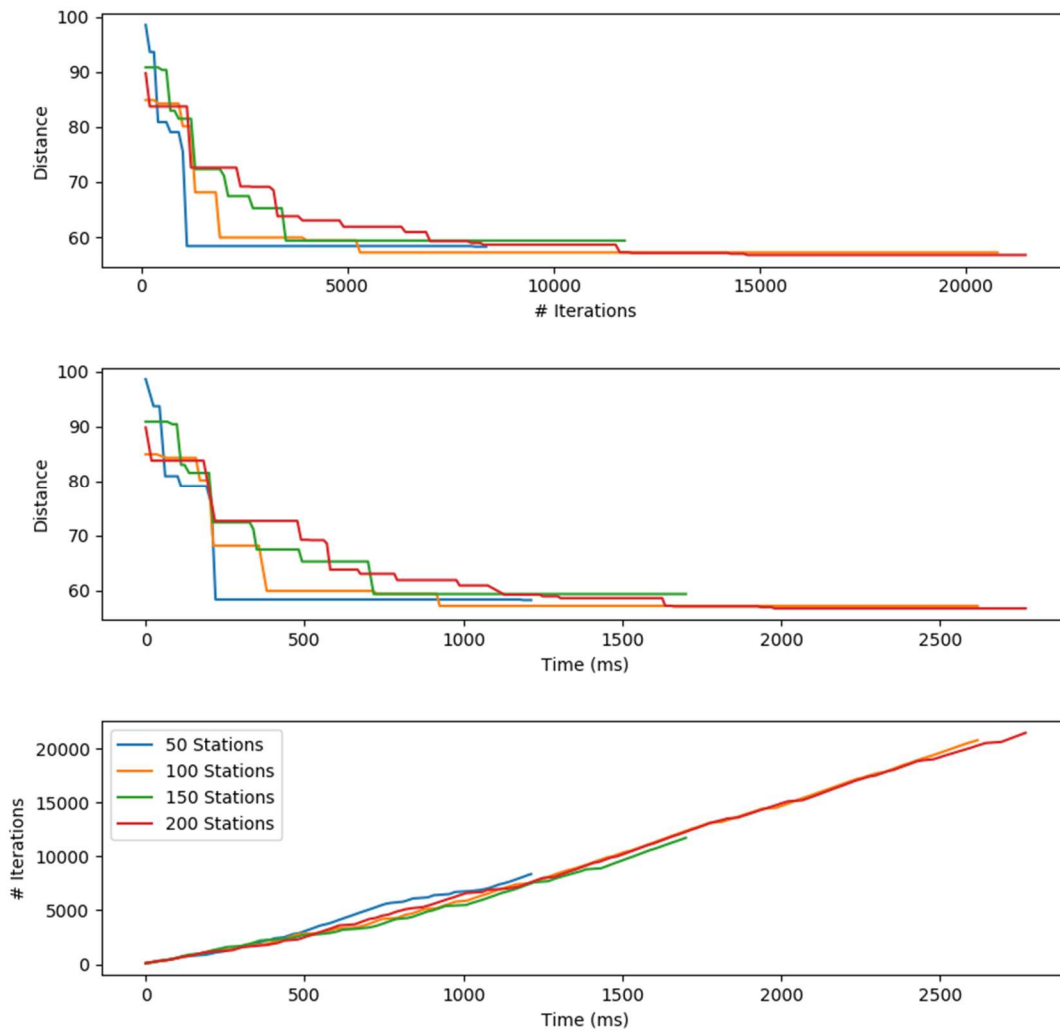 100
90
80
70
60
Distance
0 5000 10000 15000 20000
# Iterations
100
90
80
70
60
Distance
0 500 1000 1500 2000 2500
Time (ms)
20000
15000
10000
5000
0
# Iterations
50 Stations
100 Stations
150 Stations
200 Stations
0 500 1000 1500 2000 2500
Time (ms)